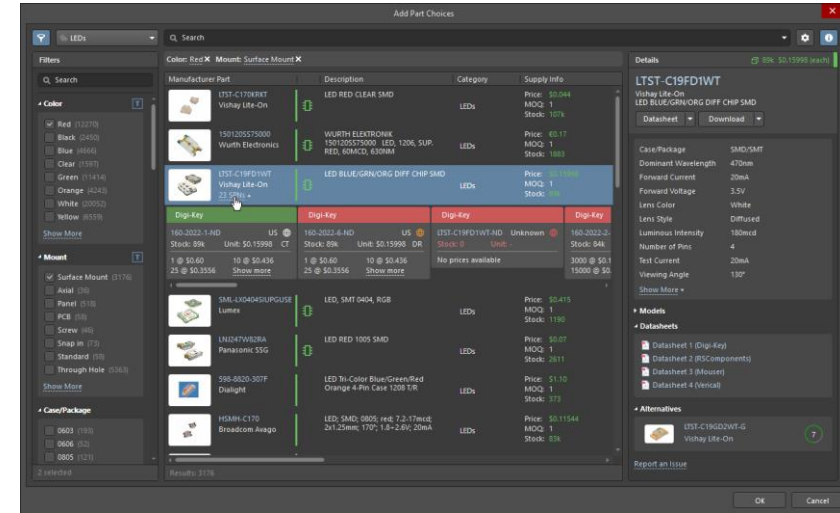 Add Part Choices
LEDs
Search
Filters
Search
Color
T
Red (12270)
Black (2450)
Blue (4666)
Clear (1597)
Green (11414)
Orange (4243)
White (20052)
Yellow (6559)
Show More
Mount
T
Surface Mount (3176)
Axial (36)
Panel (518)
PCB (58)
Screw (46)
Snap in (73)
Standard (58)
Through Hole (5363)
Show More
Case/Package
0603 (193)
0606 (52)
0805 (121)
2 selected
Color: Red X Mount: Surface Mount X
Manufacturer Part Description Category Supply Info
LTST-C170KRKT
Vishay Lite-On
LED RED CLEAR SMD
LEDs
Price: $0.044
MOQ: 1
Stock: 107k
150120SS75000
Wurth Electronics
WURTH ELEKTRONIK
150120SS75000 LED, 1206, SUP.
RED, 60MCD, 630NM
LEDs
Price: €0.17
MOQ: 1
Stock: 1883
LTST-C19FD1WT
Vishay Lite-On
23 SPNs
LED BLUE/GRN/ORG DIFF CHIP SMD
LEDs
Price: $0.15998
MOQ: 1
Stock:
Digi-Key
160-2022-1-ND US
Stock: 89k Unit: $0.15998 CT
1 @ $0.60 10 @ $0.436
25 @ $0.3556 Show more
Digi-Key
160-2022-6-ND US
Stock: 89k Unit: $0.15998 DR
1 @ $0.60 10 @ $0.436
25 @ $0.3556 Show more
Digi-Key
LTST-C19FD1WT-ND Unknown
Stock: 0 Unit: -
No prices available
Digi-Key
160-2022-2-
Stock: 84k
3000 @ $0.1
15000 @ $0.
SML-LX0404SIUPGUSB
Lumex
LED, SMT 0404, RGB
LEDs
Price: $0.415
MOQ: 1
Stock: 1190
LNJ247W82RA
Panasonic SSG
LED RED 1005 SMD
LEDs
Price: $0.07
MOQ: 1
Stock: 2611
598-8820-307F
Dialight
LED Tri-Color Blue/Green/Red
Orange 4-Pin Case 1208 T/R
LEDs
Price: $1.10
MOQ: 1
Stock: 373
HSMH-C170
Broadcom Avago
LED; SMD; 0805; red; 7.2-17mcd;
2x1.25mm; 170°; 1.8÷2.6V; 20mA
LEDs
Price: $0.11544
MOQ: 1
Stock: 83k
Results: 3176
Details 89k $0.15998 (each)
LTST-C19FD1WT
Vishay Lite-On
LED BLUE/GRN/ORG DIFF CHIP SMD
Datasheet Download
Case/Package SMD/SMT
Dominant Wavelength 470nm
Forward Current 20mA
Forward Voltage 3.5V
Lens Color White
Lens Style Diffused
Luminous Intensity 180mcd
Number of Pins 4
Test Current 20mA
Viewing Angle 130°
Show More
Models
Datasheets
Datasheet 1 (Digi-Key)
Datasheet 2 (RSComponents)
Datasheet 3 (Mouser)
Datasheet 4 (Verical)
Alternatives
LTST-C19GD2WT-G
Vishay Lite-On
T
Report an Issue
OK Cancel